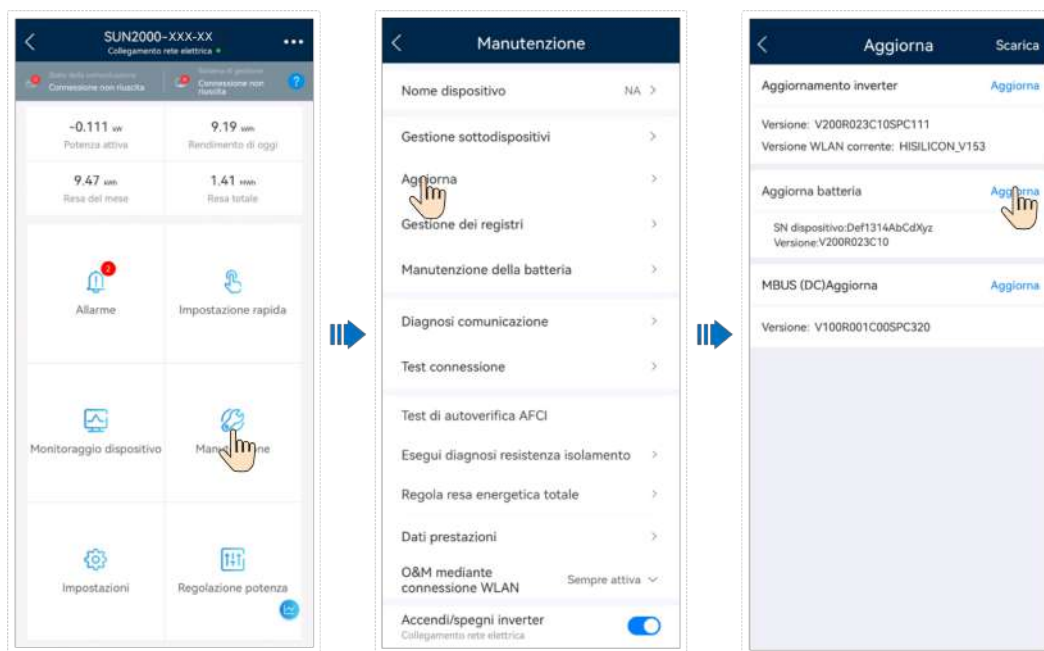 SUN2000-XXX-XX
Collegamento rete elettrica
Connessione non riuscita
Connessione non
riuscita
-0.111 kW
Potenza attiva
9.19 kWh
Rendimento di oggi
9.47 kWh
Resa del mese
1.41 MWh
Resa totale
2
Allarme
Impostazione rapida
Monitoraggio dispositivo
Impostazioni
Regolazione potenza
Manutenzione
Nome dispositivo
NA
Gestione sottodispositivi
Aggiorna
Gestione dei registri
Manutenzione della batteria
Diagnosi comunicazione
Test connessione
Test di autoverifica AFCI
Esegui diagnosi resistenza isolamento
Regola resa energetica totale
Dati prestazioni
O&M mediante
connessione WLAN
Sempre attiva
Accendi/spegni inverter
Collegamento rete elettrica
Aggiorna
Scarica
Aggiornamento inverter
Aggiorna
Versione: V200R023C10SPC111
Versione WLAN corrente: HISILICON_V153
Aggiorna batteria
Aggiorna
SN dispositivo:Def1314AbCdXyz
Versione:V200R023C10
MBUS (DC)Aggiorna
Aggiorna
Versione: V100R001C00SPC320